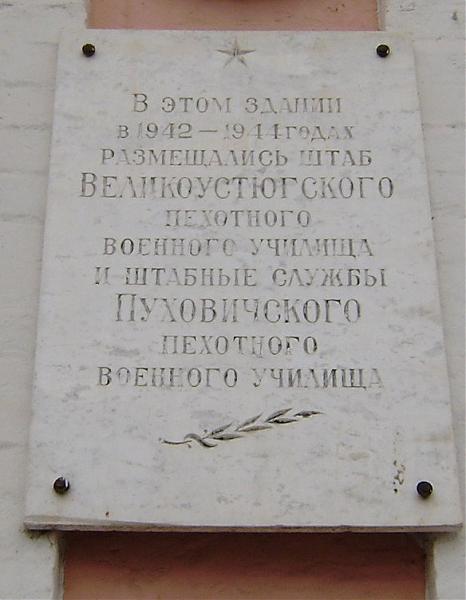 В этом здании
в 1942 — 1944 годах
размещались штаб
Великоустюгского
пехотного
военного училища
и штабные службы
Пуховичского
пехотного
военного училища